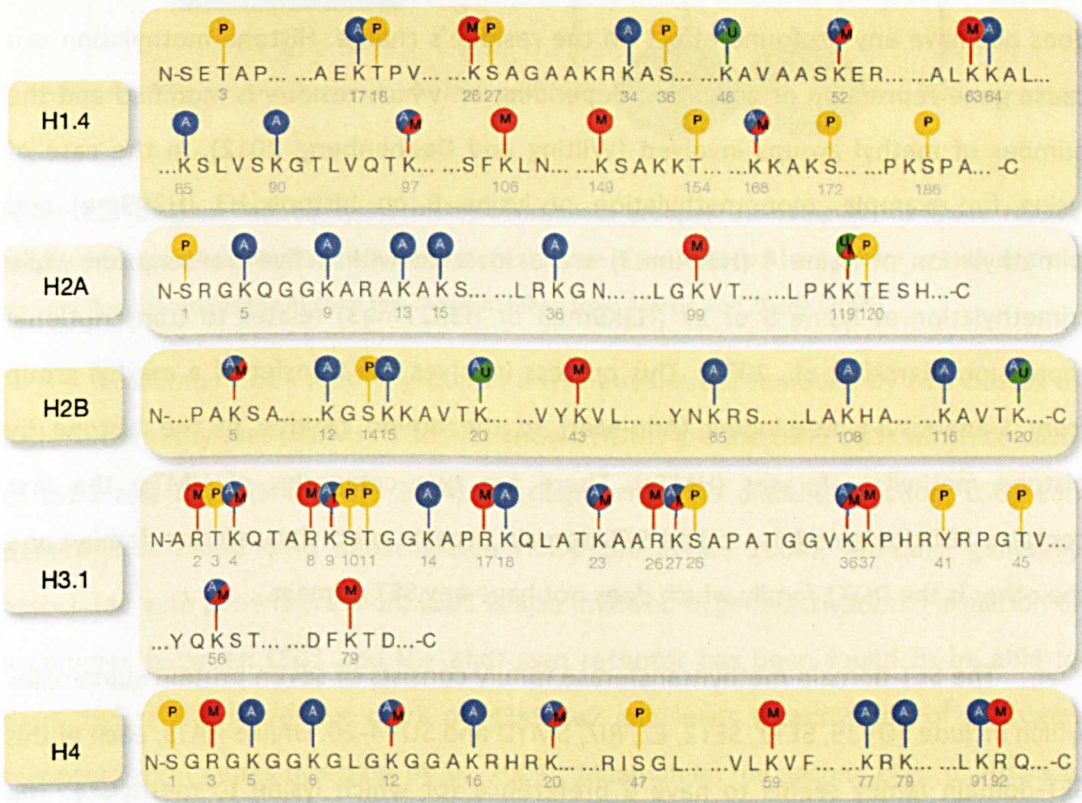 P A P M P A P A U A M M A
N-SETAP... ...AEKTPV... ...KSAGAAKRKAS... ...KAVAASKER... ...ALKKAL...
3 17 18 26 27 34 36 46 52 63 64
H1.4
A A A M M M P A M P P
...KSLVSKGTLVQTK... ...SFKLN... ...KSAKKT... ...KKAKS... ...PKSPA... -C
85 90 97 106 149 154 168 172 186
P A A A A A M U P
H2A
N-SRGKQGGKARAKAKS... ...LRKGN... ...LGKVT... ...LPKKTESH...-C
5 9 13 15 36 99 119 120
A M A P A A U M A A A A U
H2B
N-...PAKSA... ...KGSKKAVTK... ...VYKVL... ...YNKRS... ...LAKHA... ...KAVTK...-C
5 12 14 15 20 43 85 108 116 120
M P A M M A M P P A M A A M M A M P A M M P P
N-ARTKQTARKSTGGKAPRKQLATKAARKSAPATGGVKKPHRYRPGTV...
2 3 4 8 9 10 11 14 17 18 23 26 27 28 36 37 41 45
H3.1
A M M
...YQKST... ...DFKTD...-C
56 79
P M A A A M A A M P M A A A M
H4
N-SGRGKGGKGLGKGGAKRHRK... ...RISGL... ...VLKVF... ...KRK... ...LKRQ...-C
1 3 5 8 12 16 20 47 59 77 79 91 92